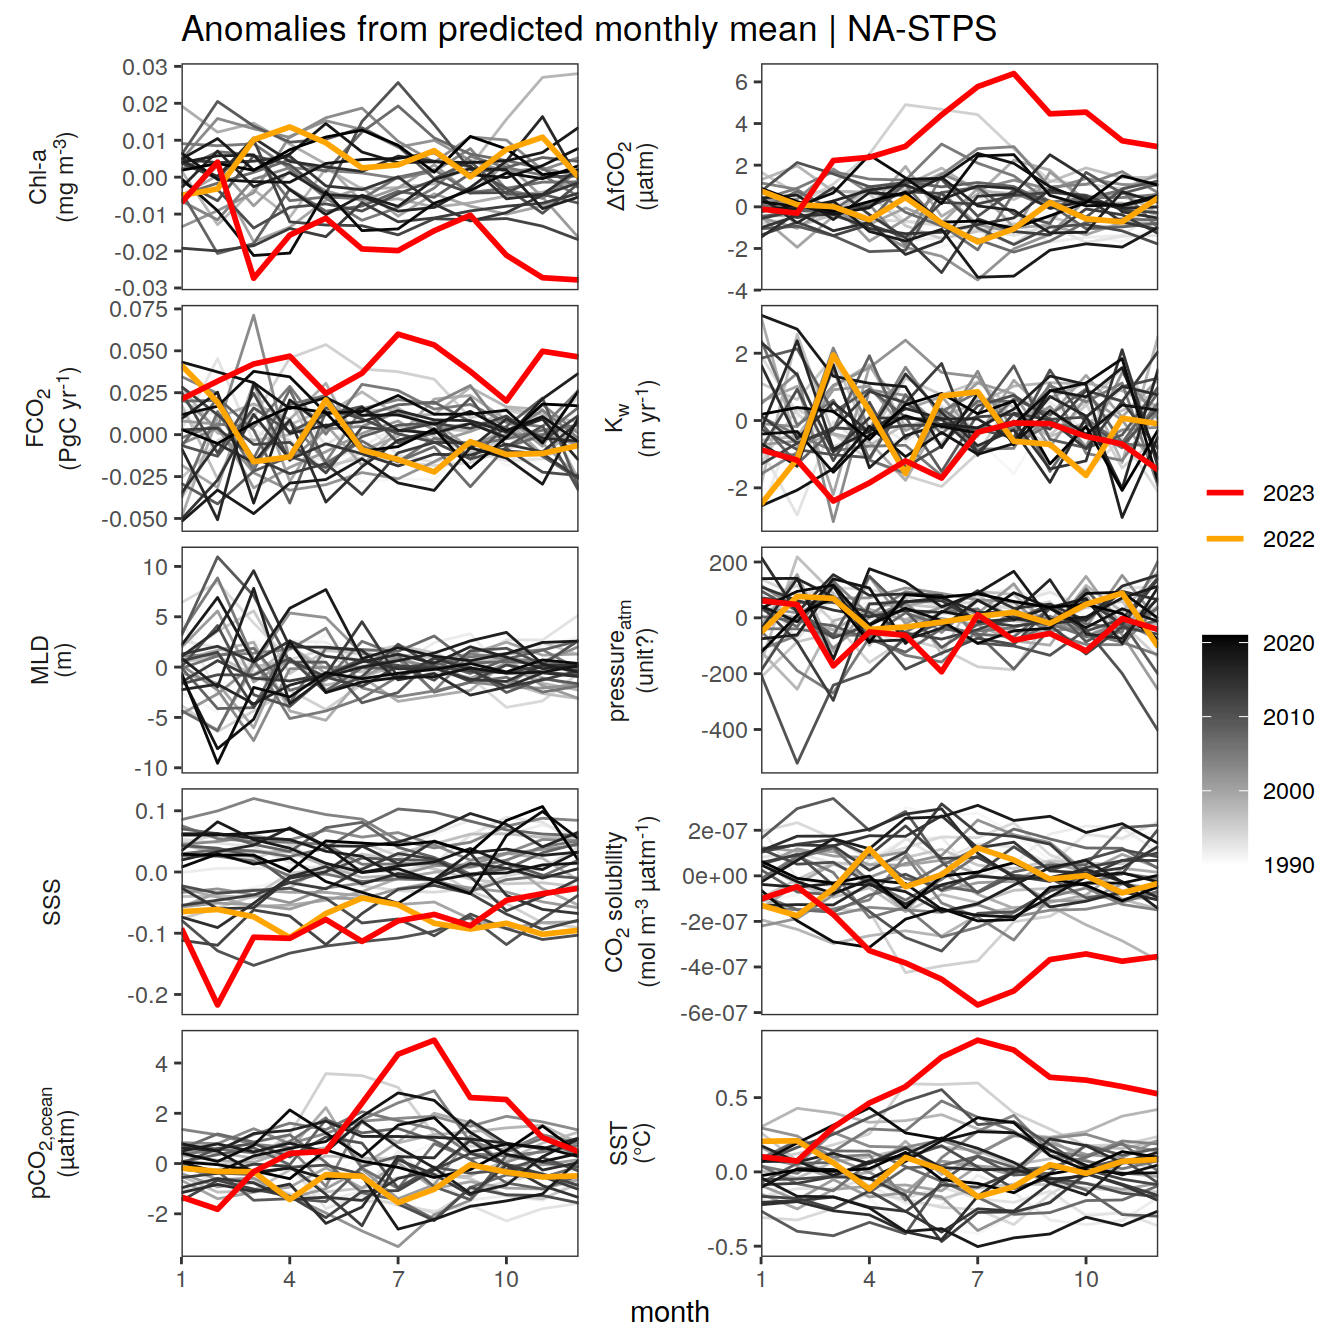 Anomalies from predicted monthly mean | NA-STPS
Chl-a
(mg m⁻³)
0.03
0.02
0.01
0.00
-0.01
-0.02
-0.03
ΔfCO₂
(µatm)
6
4
2
0
-2
-4
FCO₂
(PgC yr⁻¹)
0.075
0.050
0.025
0.000
-0.025
-0.050
K_w
(m yr⁻¹)
2
0
-2
MLD
(m)
10
5
0
-5
-10
pressure_atm
(unit?)
200
0
-200
-400
SSS
0.1
0.0
-0.1
-0.2
CO₂ solubility
(mol m⁻³ µatm⁻¹)
2e-07
0e+00
-2e-07
-4e-07
-6e-07
pCO₂,ocean
(µatm)
4
2
0
-2
1 4 7 10
SST
(°C)
0.5
0.0
-0.5
1 4 7 10
month
2023
2022
2020
2010
2000
1990